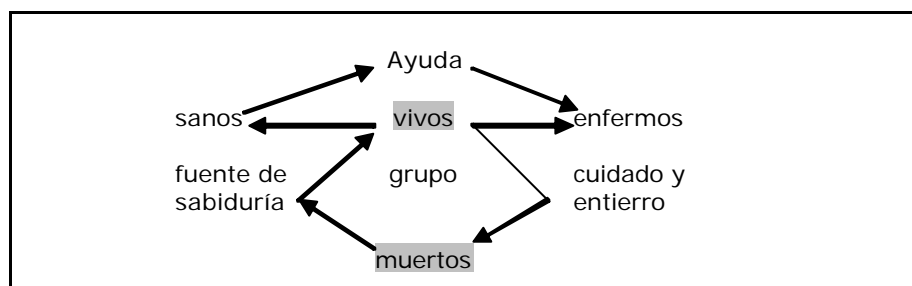 Ayuda
sanos vivos enfermos
fuente de grupo cuidado y
sabiduría entierro
muertos